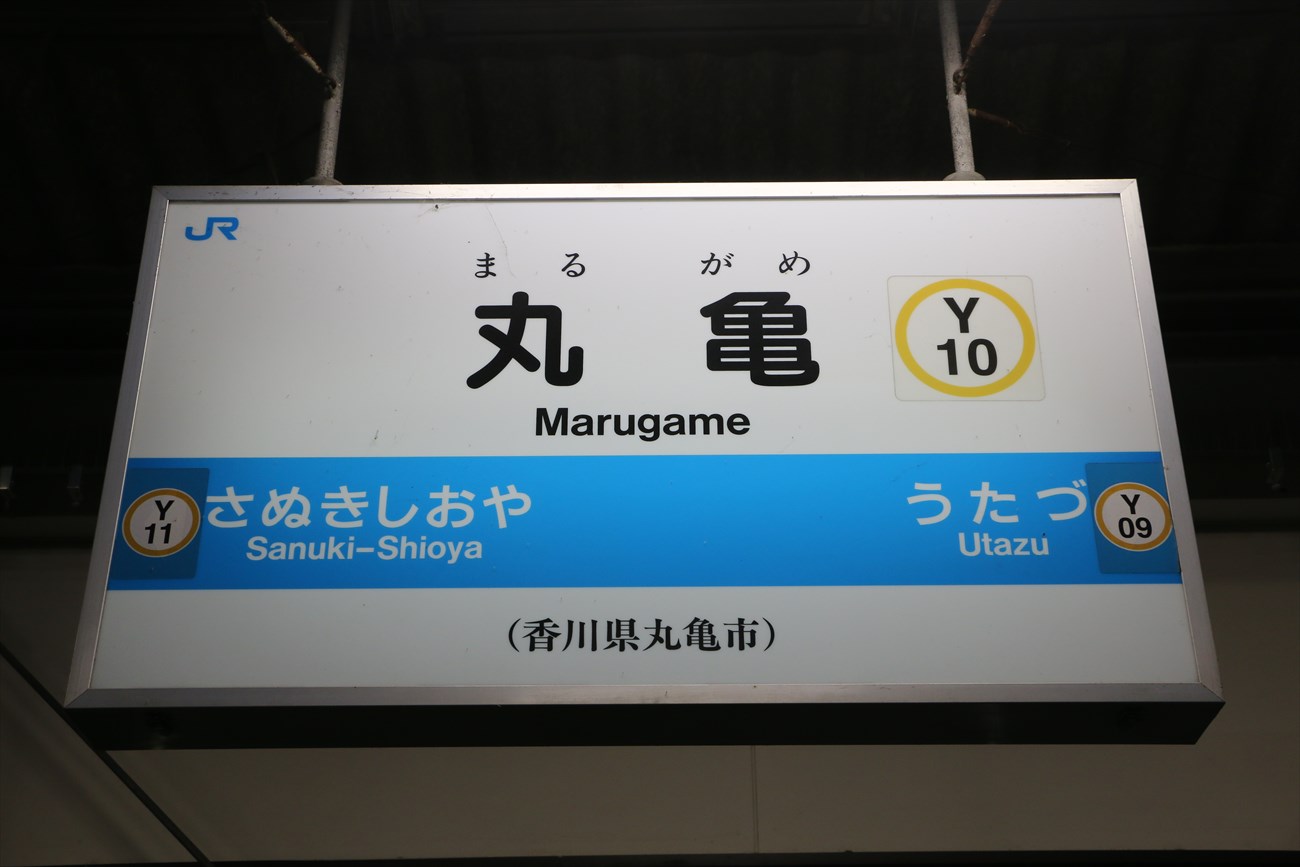 JR
まるがめ
丸亀
Y
10
Marugame
Y
11
さぬきしおや
Sanuki-Shioya
うたづ
Utazu
Y
09
(香川県丸亀市)